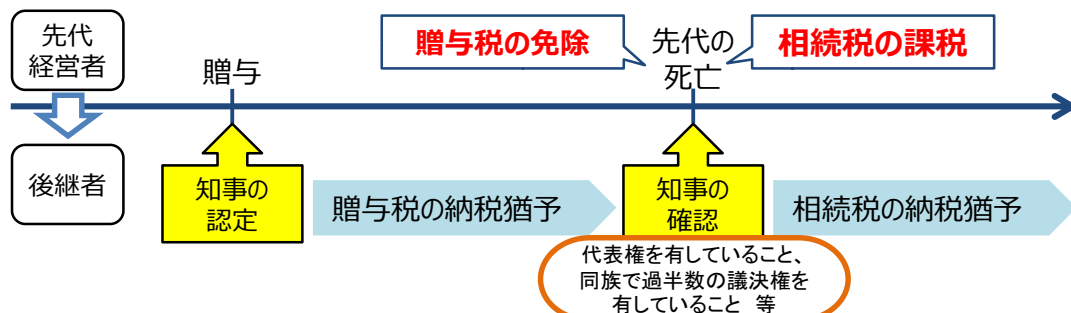 先代
経営者
贈与
贈与税の免除
先代の
死亡
相続税の課税
後継者
知事の
認定
贈与税の納税猶予
知事の
確認
相続税の納税猶予
代表権を有していること、
同族で過半数の議決権を
有していること 等